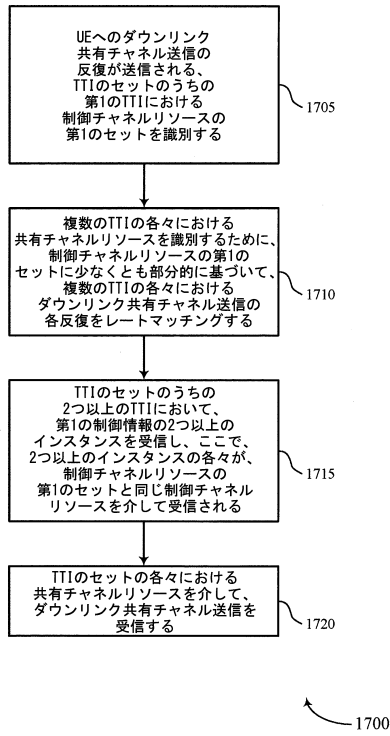 UEへのダウンリンク
共有チャネル送信の
反復が送信される、
TTIのセットのうちの
第1のTTIにおける
制御チャネルリソースの
第1のセットを識別する
1705
複数のTTIの各々における
共有チャネルリソースを識別するために、
制御チャネルリソースの第1の
セットに少なくとも部分的に基づいて、
複数のTTIの各々における
ダウンリンク共有チャネル送信の
各反復をレートマッチングする
1710
TTIのセットのうちの
2つ以上のTTIにおいて、
第1の制御情報の2つ以上の
インスタンスを受信し、ここで、
2つ以上のインスタンスの各々が、
制御チャネルリソースの
第1のセットと同じ制御チャネル
リソースを介して受信される
1715
TTIのセットの各々における
共有チャネルリソースを介して、
ダウンリンク共有チャネル送信を
受信する
1720
1700